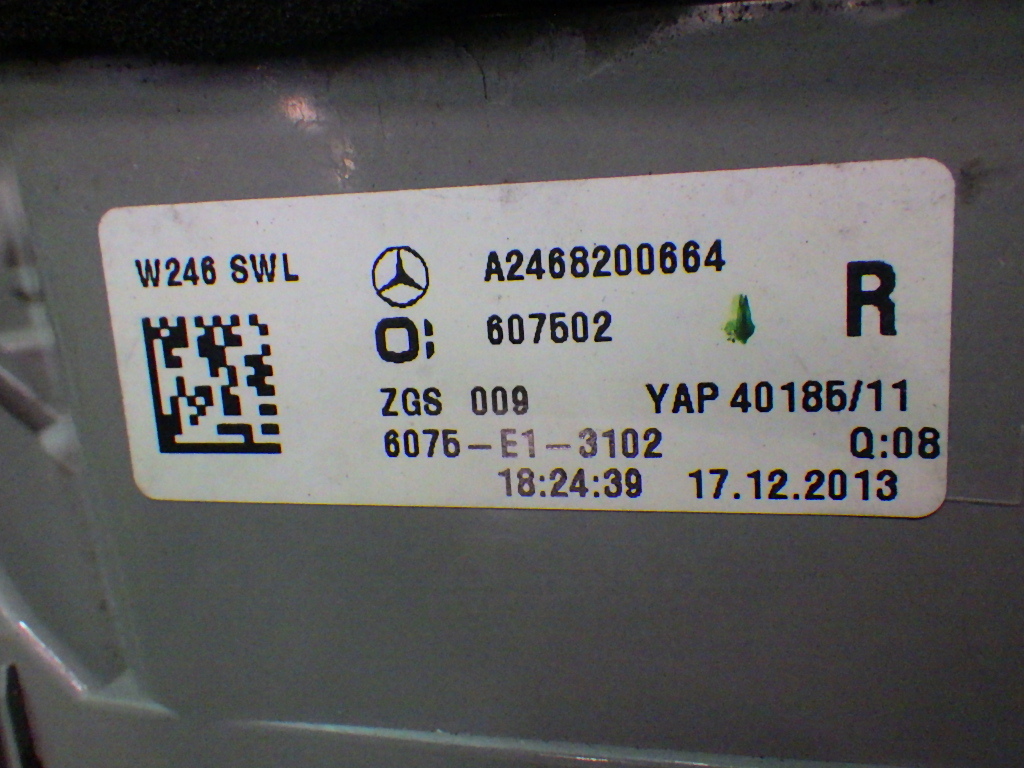 W246 SWL
A2468200664
R
607502
ZGS 009
YAP 40185/11
6075-E1-3102
Q:08
18:24:39
17.12.2013